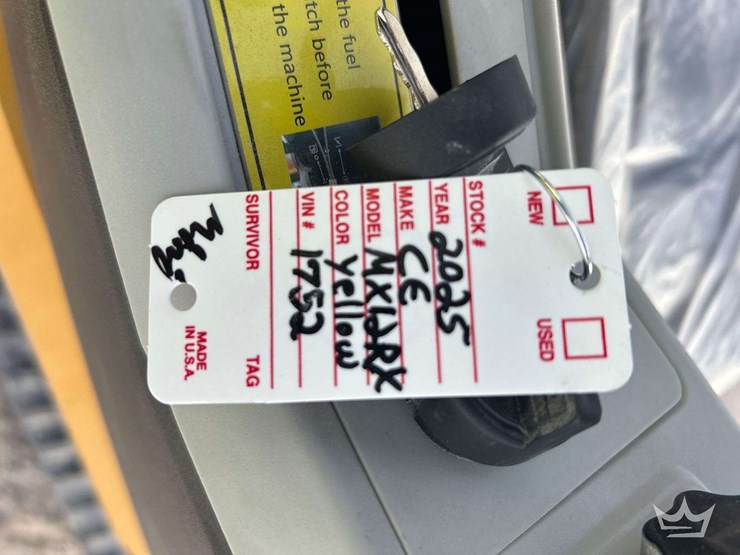 the fuel
tch before
the machine
NEW
USED
STOCK #
YEAR 2025
MAKE CE
MODEL
COLOR Yellow
VIN # 1752
SURVIVOR TAG
MADE
IN U.S.A.